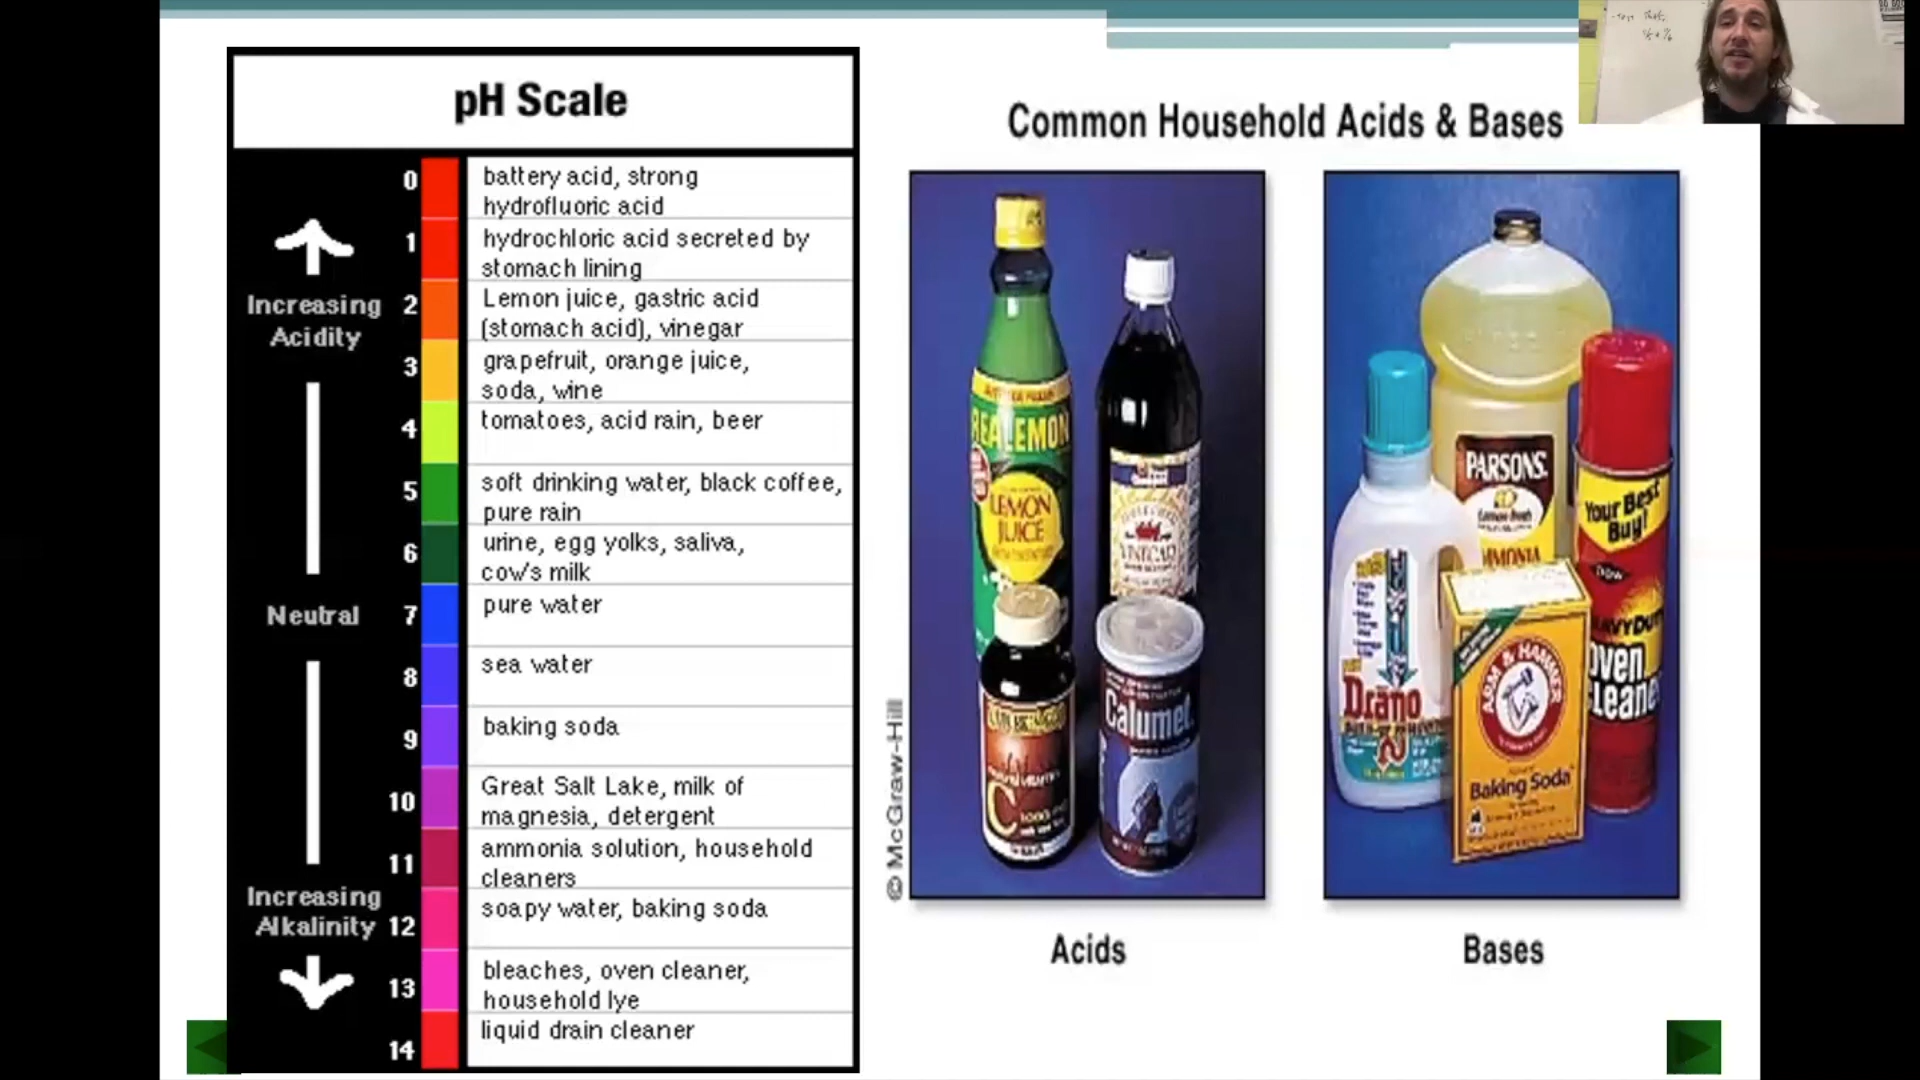 pH Scale
0
battery acid, strong
hydrofluoric acid
1
hydrochloric acid secreted by
stomach lining
Increasing
Acidity
2
Lemon juice, gastric acid
(stomach acid), vinegar
3
grapefruit, orange juice,
soda, wine
4
tomatoes, acid rain, beer
5
soft drinking water, black coffee,
pure rain
6
urine, egg yolks, saliva,
cow's milk
Neutral
7
pure water
8
sea water
9
baking soda
10
Great Salt Lake, milk of
magnesia, detergent
11
ammonia solution, household
cleaners
Increasing
Alkalinity
12
soapy water, baking soda
13
bleaches, oven cleaner,
household lye
14
liquid drain cleaner
Common Household Acids & Bases
REALEMON
LEMON
JUICE
VINEGAR
C
1000
Calumet
© McGraw-Hill
Acids
PARSONS.
AMMONIA
Your Best
Buy!
HEAVY DUTY
oven
cleaner
Drano
ARM & HAMMER
Baking Soda
Bases